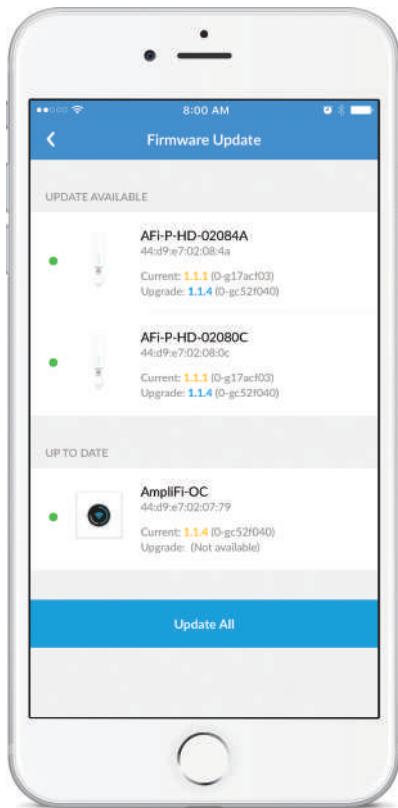 8:00 AM
Firmware Update
UPDATE AVAILABLE
AFi-P-HD-02084A
44:d9:e7:02:08:4a
Current: 1.1.1 (0-g17acf03)
Upgrade: 1.1.4 (0-gc52f040)
AFi-P-HD-02080C
44:d9:e7:02:08:0c
Current: 1.1.1 (0-g17acf03)
Upgrade: 1.1.4 (0-gc52f040)
UP TO DATE
AmpliFi-OC
44:d9:e7:02:07:79
Current: 1.1.4 (0-gc52f040)
Upgrade: (Not available)
Update All